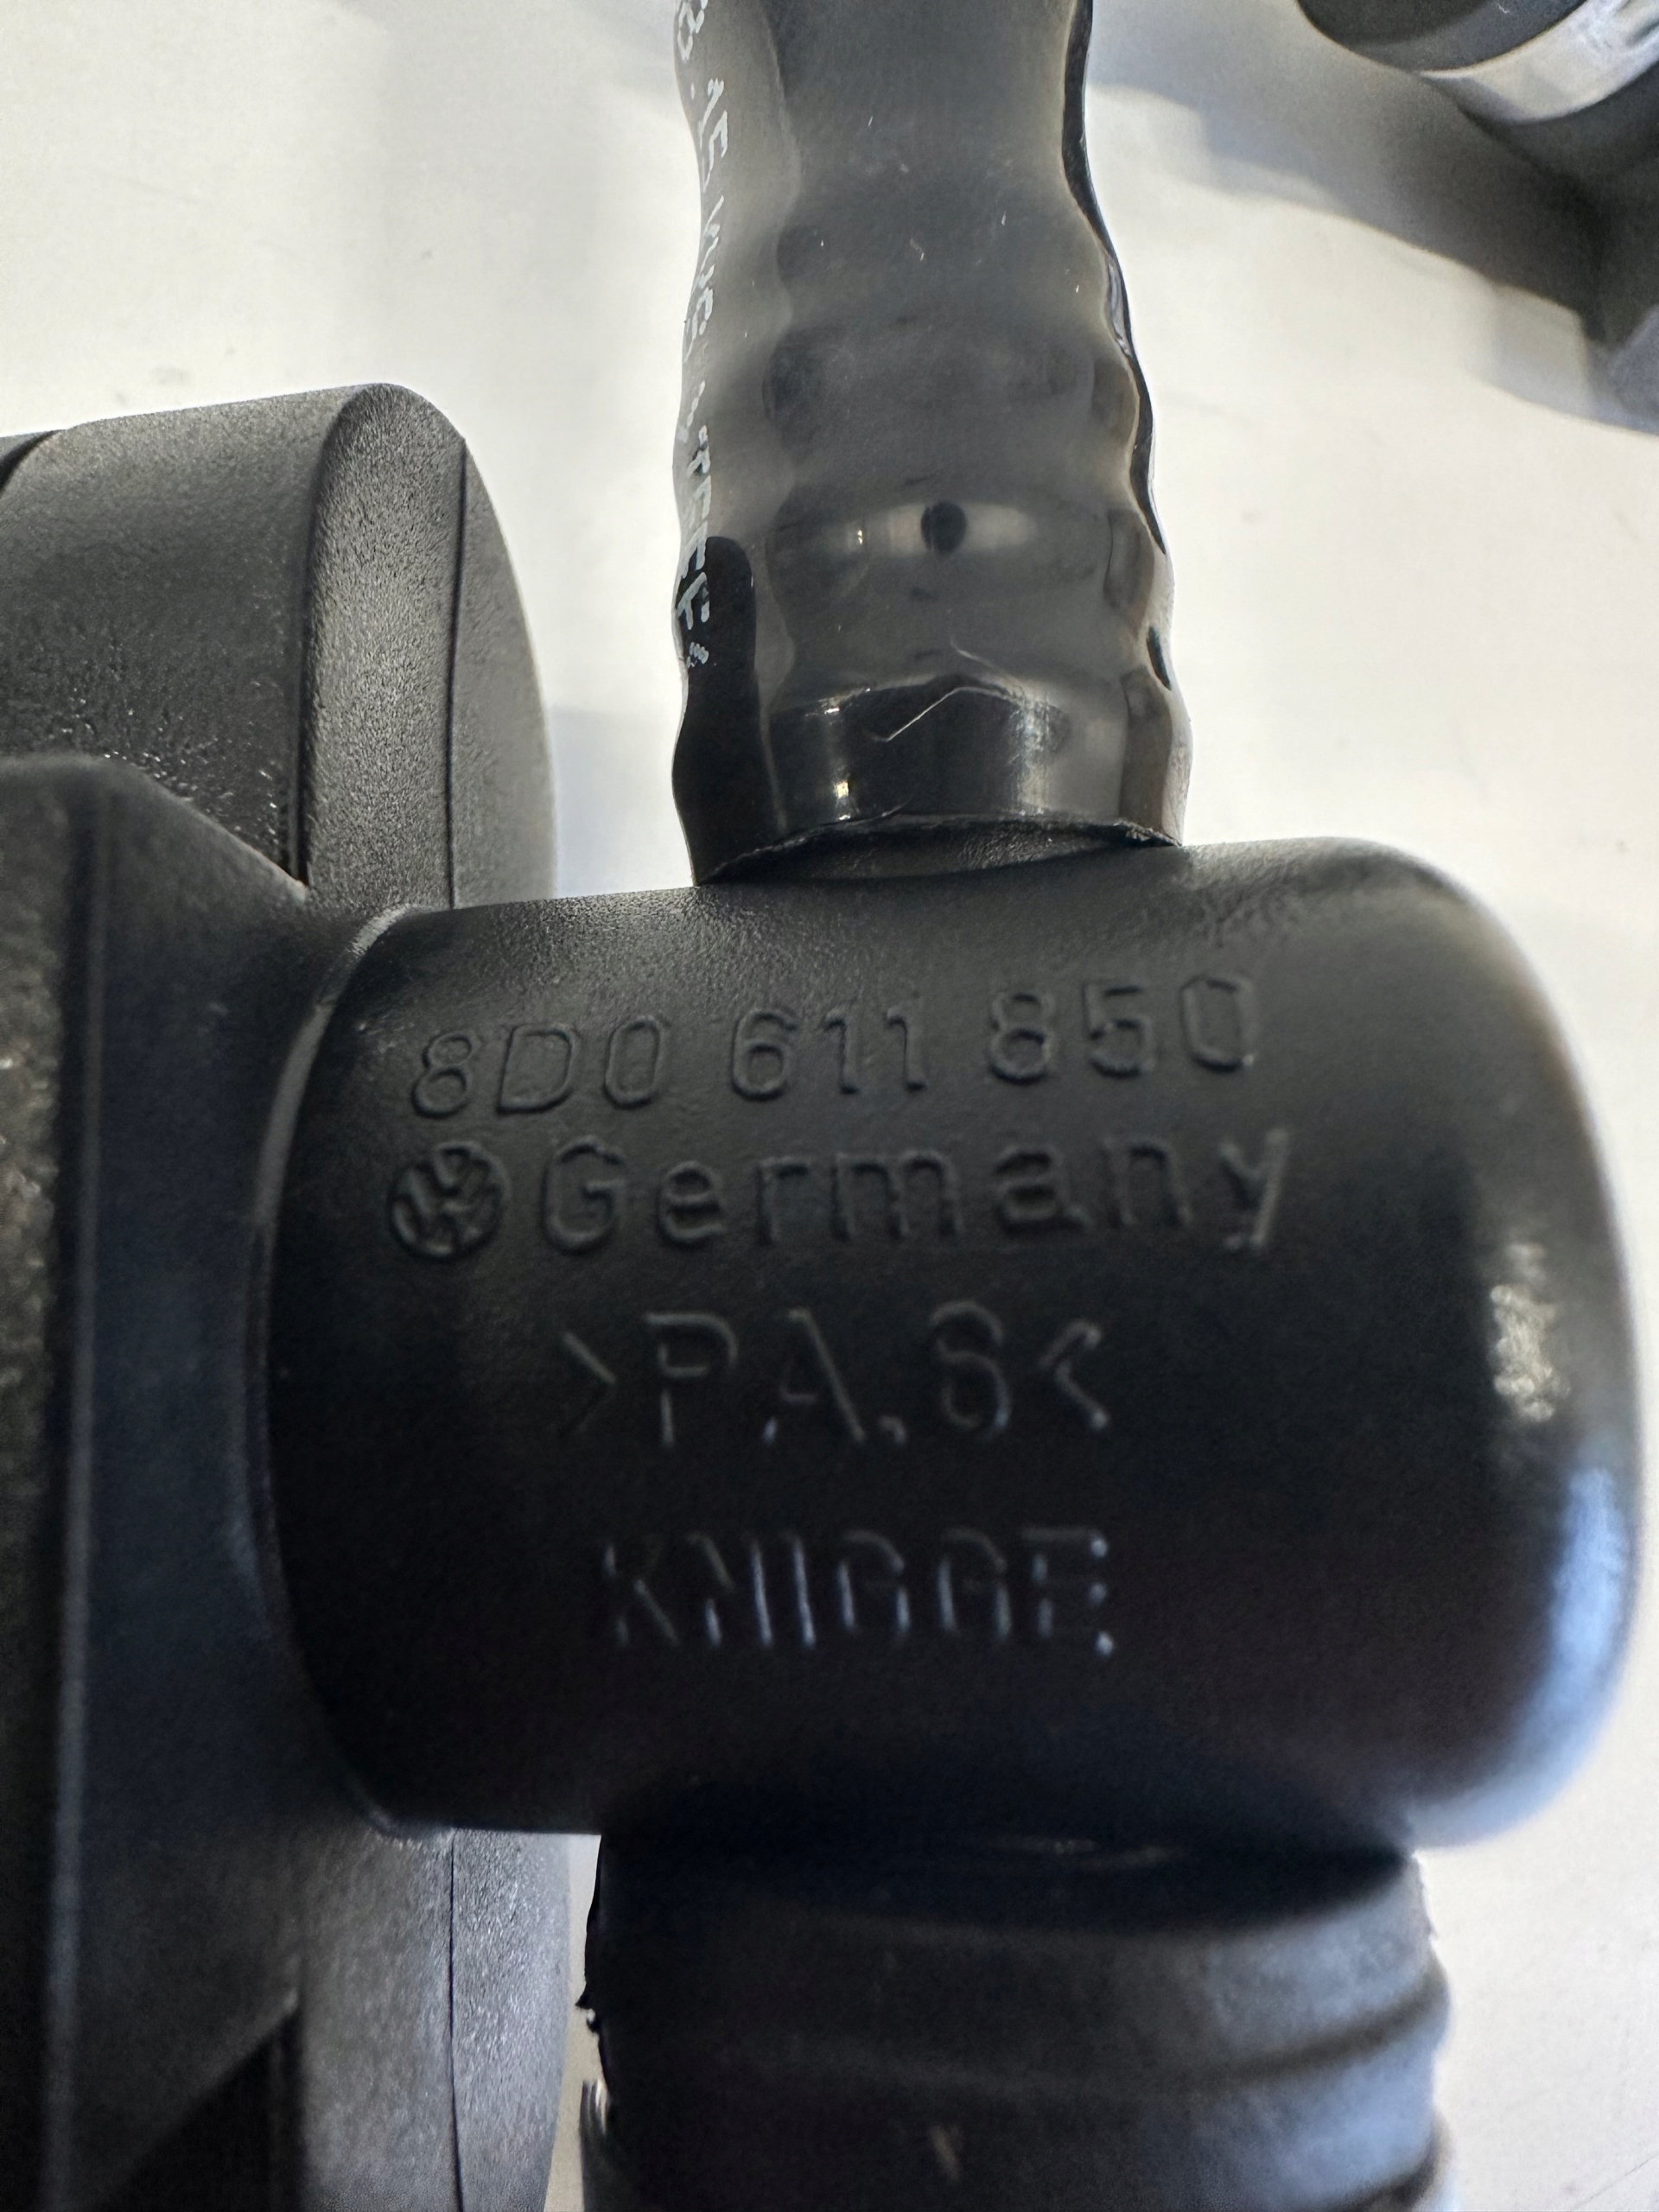 8D0 611 850
Germany
>PA.6<
KNIGGE